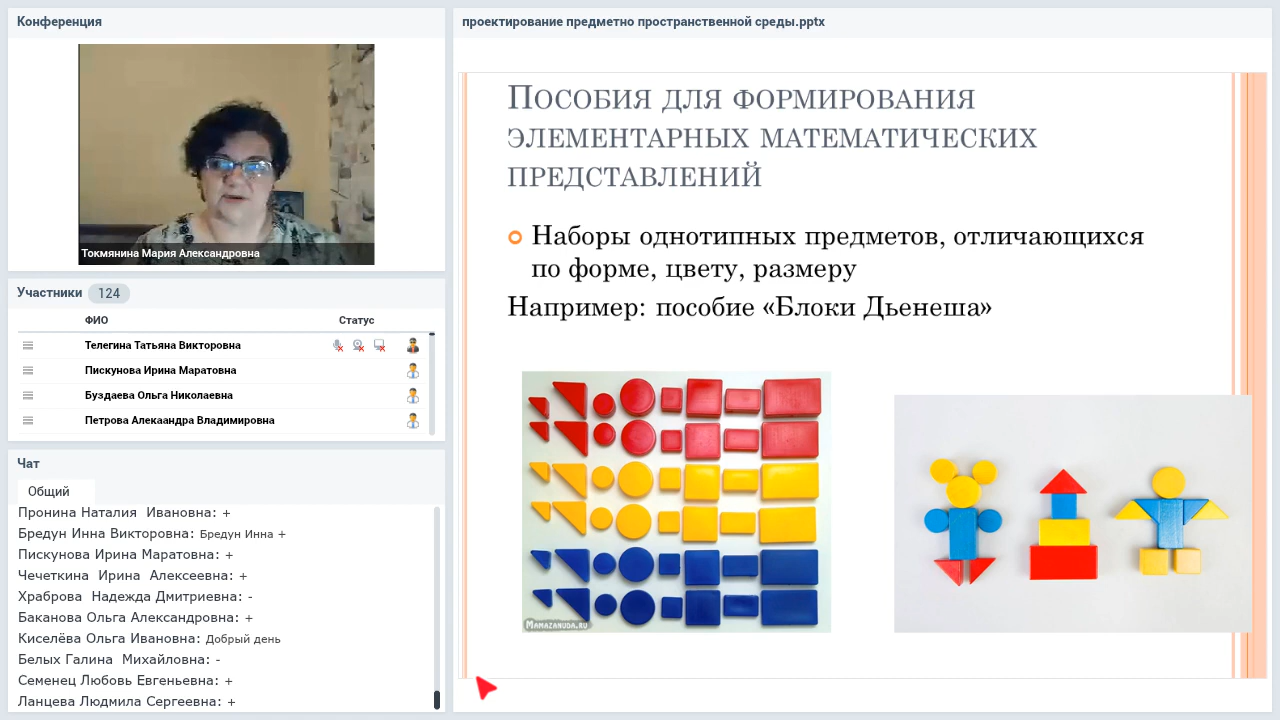 Конференция
Токмянина Мария Александровна
Участники 124
ФИО Статус
Телегина Татьяна Викторовна
Пискунова Ирина Маратовна
Буздаева Ольга Николаевна
Петрова Алекаандра Владимировна
Чат
Общий
Пронина Наталия Ивановна: +
Бредун Инна Викторовна: Бредун Инна +
Пискунова Ирина Маратовна: +
Чечеткина Ирина Алексеевна: +
Храброва Надежда Дмитриевна: -
Баканова Ольга Александровна: +
Киселёва Ольга Ивановна: Добрый день
Белых Галина Михайловна: -
Семенец Любовь Евгеньевна: +
Ланцева Людмила Сергеевна: +
проектирование предметно пространственной среды.pptx
Пособия для формирования
элементарных математических
представлений
Наборы однотипных предметов, отличающихся
по форме, цвету, размеру
Например: пособие «Блоки Дьенеша»
Mamazanuda.ru